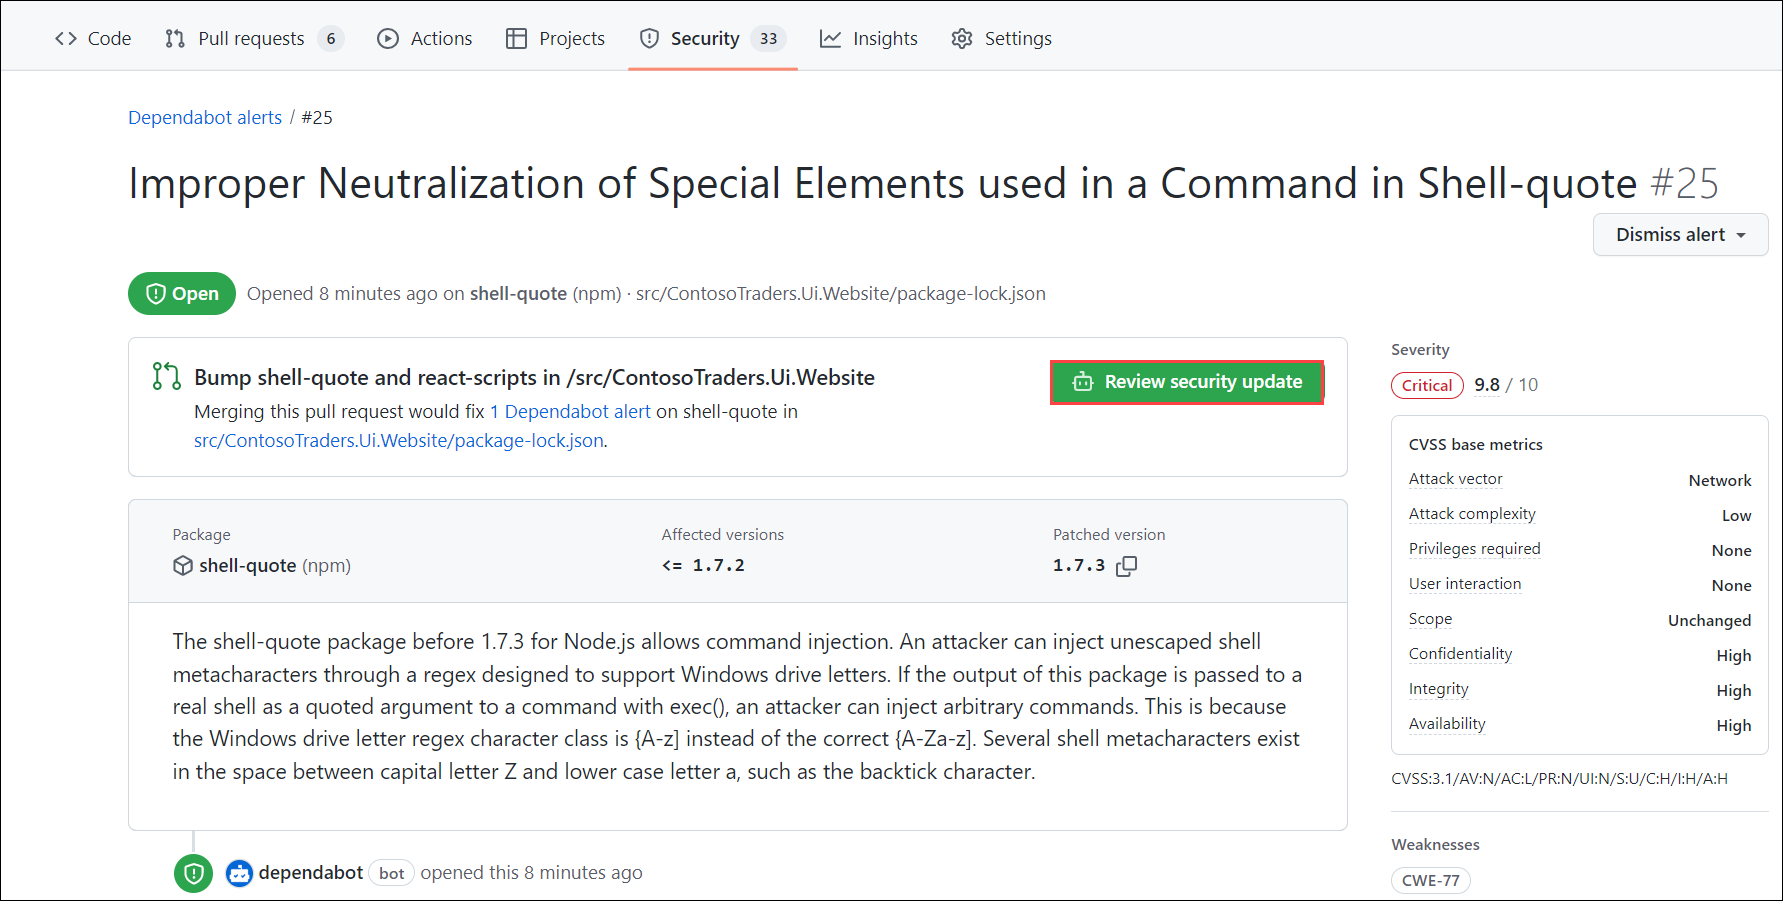 Code Pull requests 6 Actions Projects Security 33 Insights Settings
Dependabot alerts / #25
Improper Neutralization of Special Elements used in a Command in Shell-quote #25
Dismiss alert
Open Opened 8 minutes ago on shell-quote (npm) · src/ContosoTraders.Ui.Website/package-lock.json
Bump shell-quote and react-scripts in /src/ContosoTraders.Ui.Website
Merging this pull request would fix 1 Dependabot alert on shell-quote in
src/ContosoTraders.Ui.Website/package-lock.json.
Review security update
Package Affected versions Patched version
shell-quote (npm) <= 1.7.2 1.7.3
The shell-quote package before 1.7.3 for Node.js allows command injection. An attacker can inject unescaped shell
metacharacters through a regex designed to support Windows drive letters. If the output of this package is passed to a
real shell as a quoted argument to a command with exec(), an attacker can inject arbitrary commands. This is because
the Windows drive letter regex character class is {A-z] instead of the correct {A-Za-z]. Several shell metacharacters exist
in the space between capital letter Z and lower case letter a, such as the backtick character.
dependabot bot opened this 8 minutes ago
Severity
Critical 9.8 / 10
CVSS base metrics
Attack vector Network
Attack complexity Low
Privileges required None
User interaction None
Scope Unchanged
Confidentiality High
Integrity High
Availability High
CVSS:3.1/AV:N/AC:L/PR:N/UI:N/S:U/C:H/I:H/A:H
Weaknesses
CWE-77